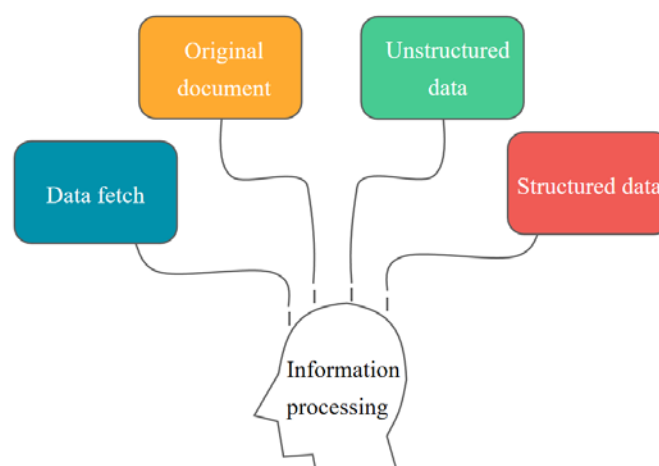 Original
document
Unstructured
data
Data fetch
Structured data
Information
processing